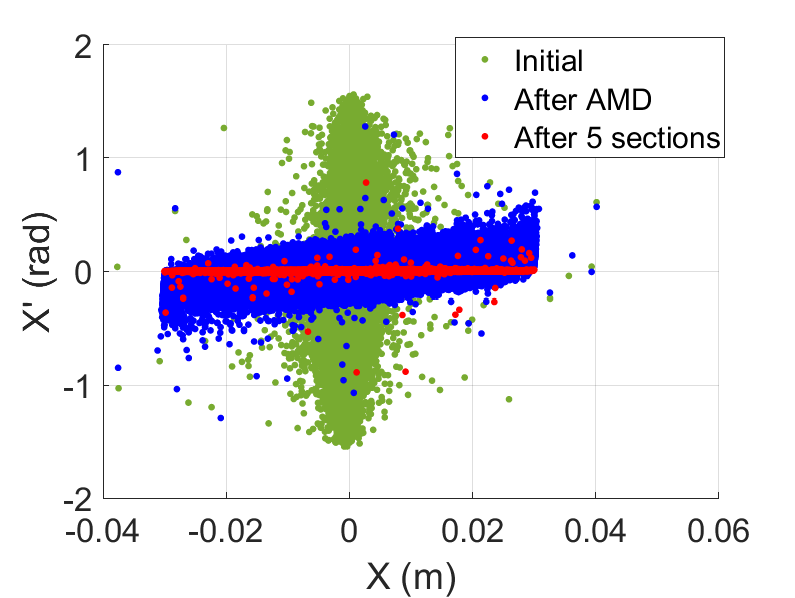 Initial
After AMD
After 5 sections
2
1
0
-1
-2
X' (rad)
-0.04 -0.02 0 0.02 0.04 0.06
X (m)